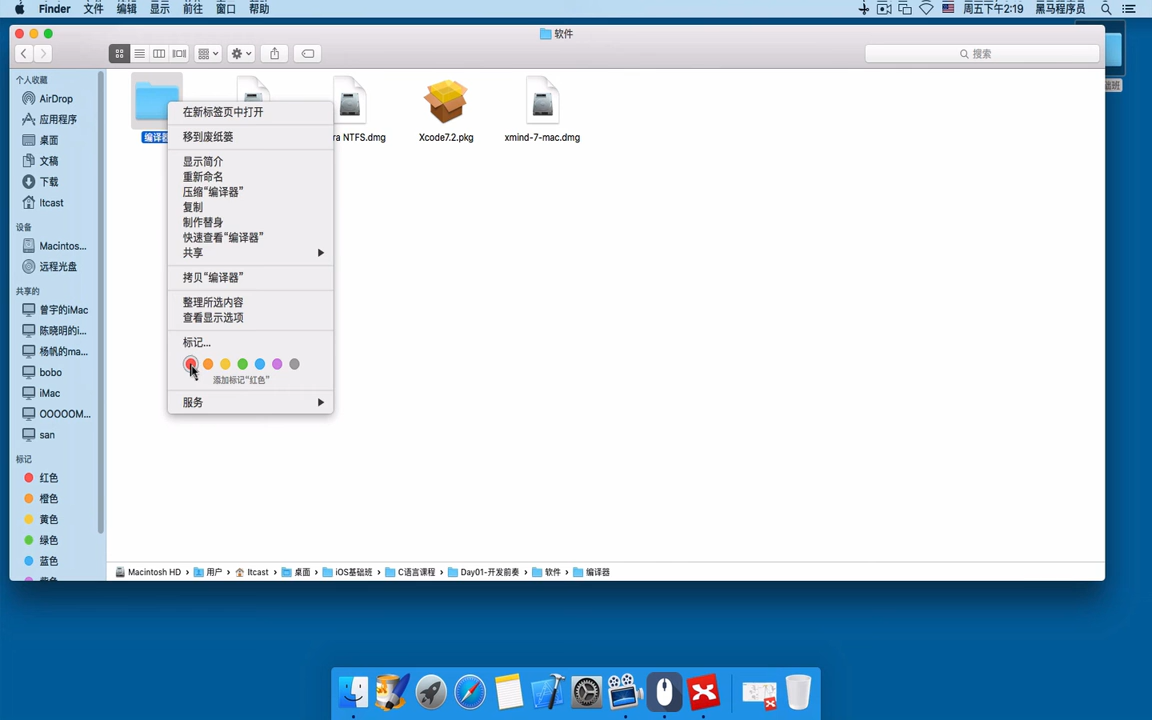 Finder 文件 编辑 显示 前往 窗口 帮助
周五下午2:19 黑马程序员
软件
搜索
个人收藏
AirDrop
应用程序
桌面
文稿
下载
Itcast
设备
Macintos...
远程光盘
共享的
曾宇的iMac
陈晓明的i...
杨帆的ma...
bobo
iMac
OOOOOM...
san
标记
红色
橙色
黄色
绿色
蓝色
紫色
编译器
ra NTFS.dmg
Xcode7.2.pkg
xmind-7-mac.dmg
在新标签页中打开
移到废纸篓
显示简介
重新命名
压缩“编译器”
复制
制作替身
快速查看“编译器”
共享
拷贝“编译器”
整理所选内容
查看显示选项
标记...
添加标记“红色”
服务
Macintosh HD › 用户 › Itcast › 桌面 › iOS基础班 › C语言课程 › Day01-开发前奏 › 软件 › 编译器